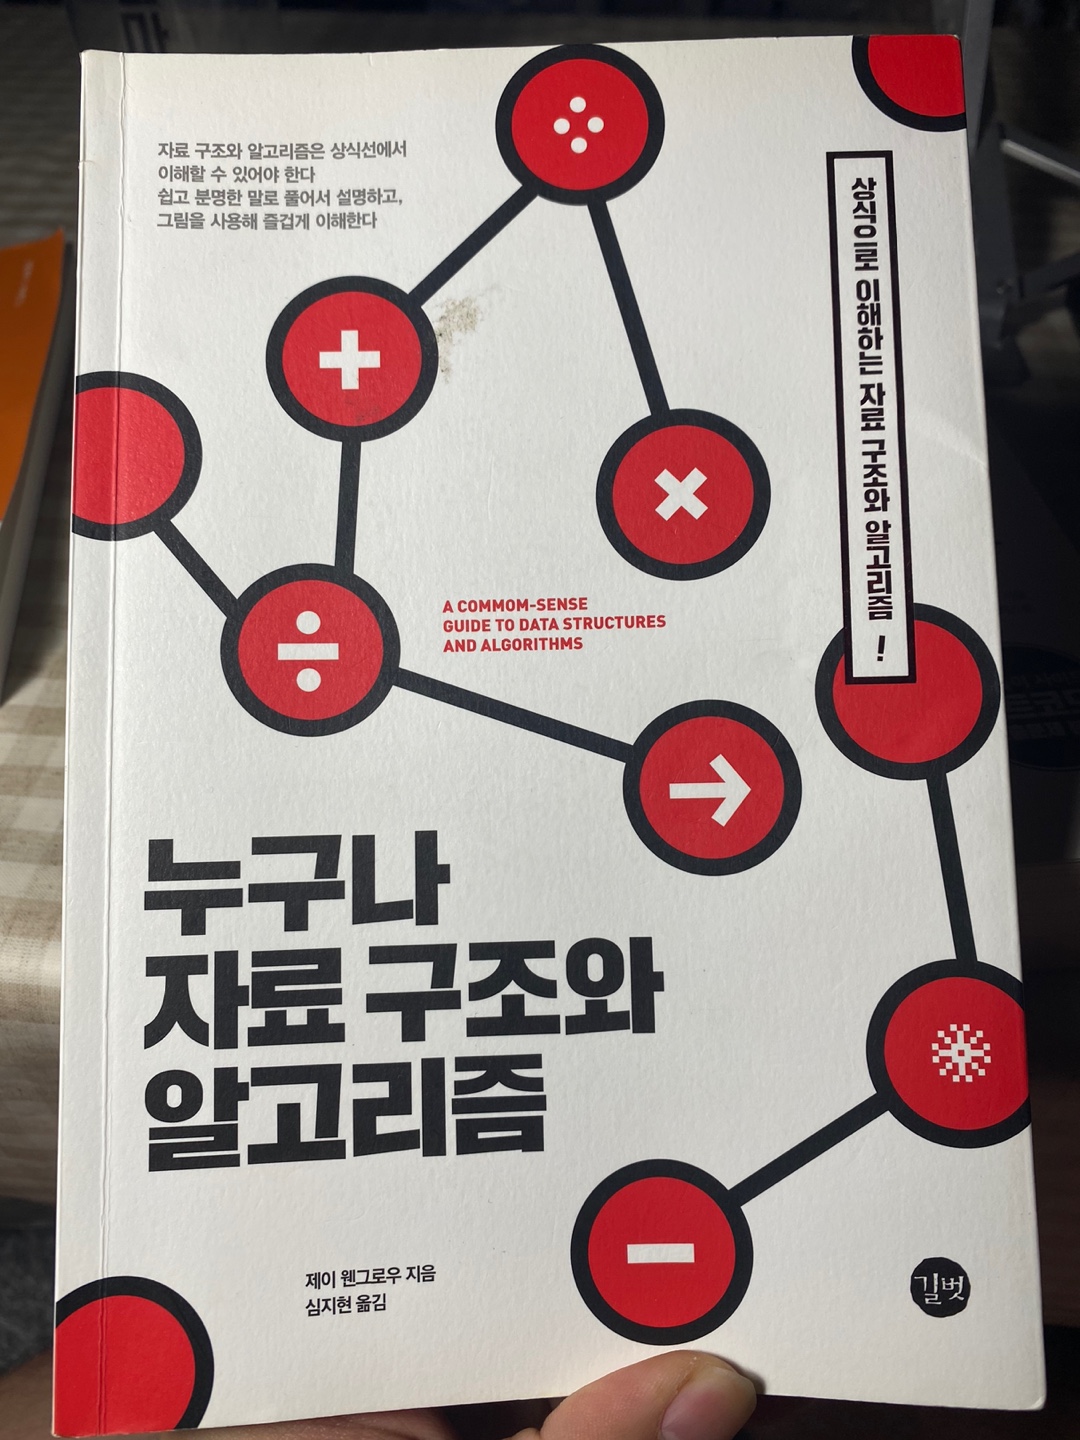 자료 구조와 알고리즘은 상식선에서
이해할 수 있어야 한다
쉽고 분명한 말로 풀어서 설명하고,
그림을 사용해 즐겁게 이해한다
상식으로 이해하는 자료 구조와 알고리즘 !
A COMMOM-SENSE
GUIDE TO DATA STRUCTURES
AND ALGORITHMS
누구나
자료 구조와
알고리즘
제이 웬그로우 지음
심지현 옮김
길벗